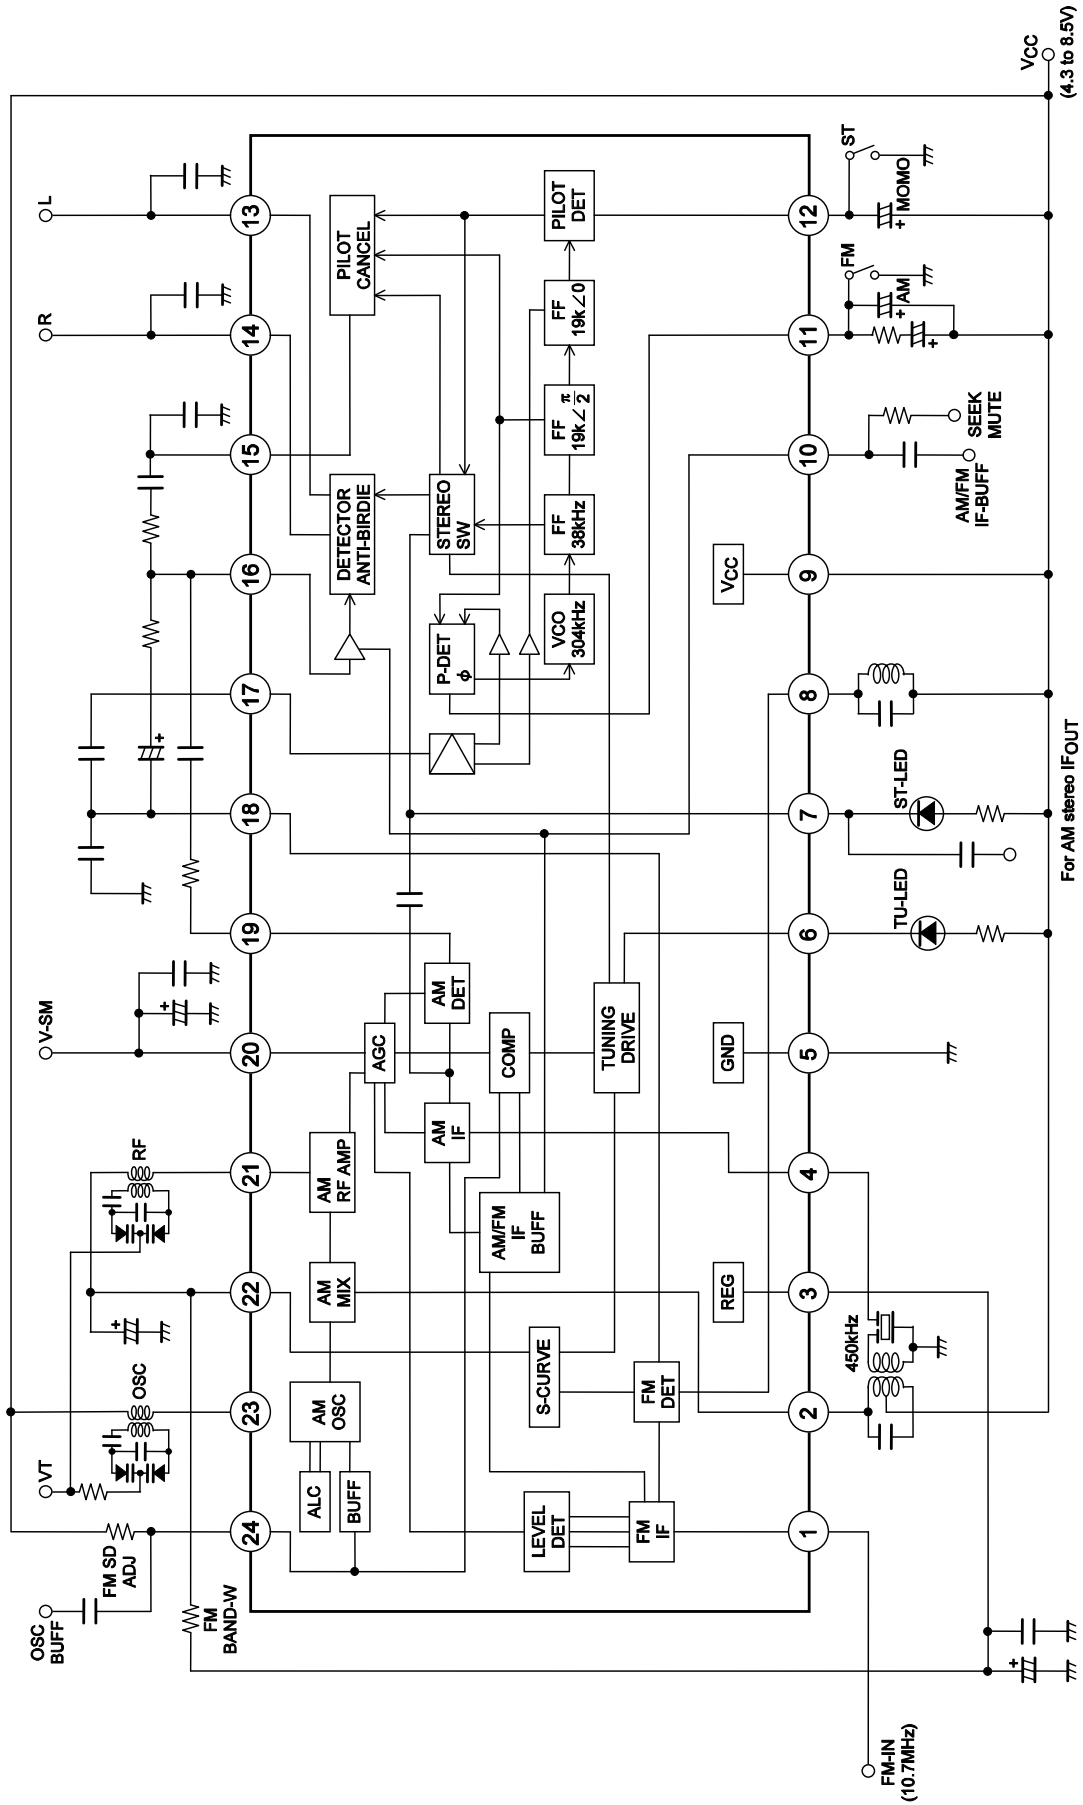 OSC
BUFF
VT
V-SM
R
L
FM SD
ADJ
OSC
RF
FM
BAND-W
24
23
22
21
20
19
18
17
16
15
14
13
ALC
BUFF
AM
OSC
AM
MIX
AM
RF AMP
AGC
DETECTOR
ANTI-BIRDIE
PILOT
CANCEL
AM
IF
AM
DET
P-DET
ϕ
STEREO
SW
AM/FM
IF
BUFF
COMP
LEVEL
DET
S-CURVE
VCO
304kHz
FF
38kHz
FF
19k∠π/2
FF
19k∠0
PILOT
DET
FM
IF
FM
DET
TUNING
DRIVE
REG
GND
VCC
1
2
3
4
5
6
7
8
9
10
11
12
450kHz
TU-LED
ST-LED
AM/FM
IF-BUFF
SEEK
MUTE
FM
AM
ST
MOMO
FM-IN
(10.7MHz)
For AM stereo IFOUT
VCC
(4.3 to 8.5V)
+
+
+
+
+
+
+
+